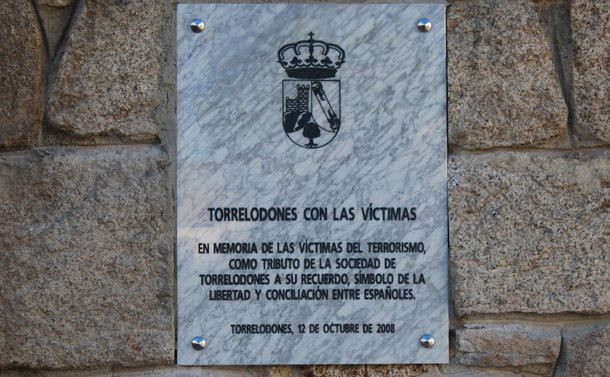 TORRELODONES CON LAS VÍCTIMAS
EN MEMORIA DE LAS VÍCTIMAS DEL TERRORISMO,
COMO TRIBUTO DE LA SOCIEDAD DE
TORRELODONES A SU RECUERDO, SÍMBOLO DE LA
LIBERTAD Y CONCILIACIÓN ENTRE ESPAÑOLES.
TORRELODONES, 12 DE OCTUBRE DE 2008